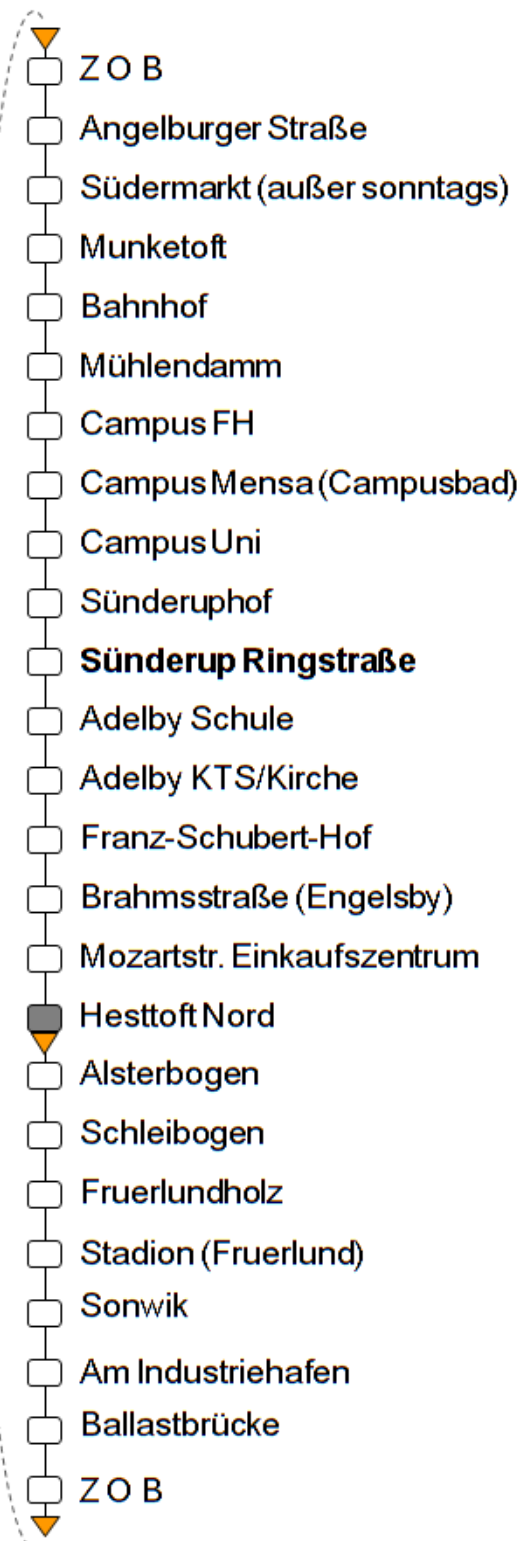 Z O B
Angelburger Straße
Südermarkt (außer sonntags)
Munketoft
Bahnhof
Mühlendamm
Campus FH
Campus Mensa (Campusbad)
Campus Uni
Sünderuphof
Sünderup Ringstraße
Adelby Schule
Adelby KTS/Kirche
Franz-Schubert-Hof
Brahmsstraße (Engelsby)
Mozartstr. Einkaufszentrum
Hesttoft Nord
Alsterbogen
Schleibogen
Fruerlundholz
Stadion (Fruerlund)
Sonwik
Am Industriehafen
Ballastbrücke
Z O B